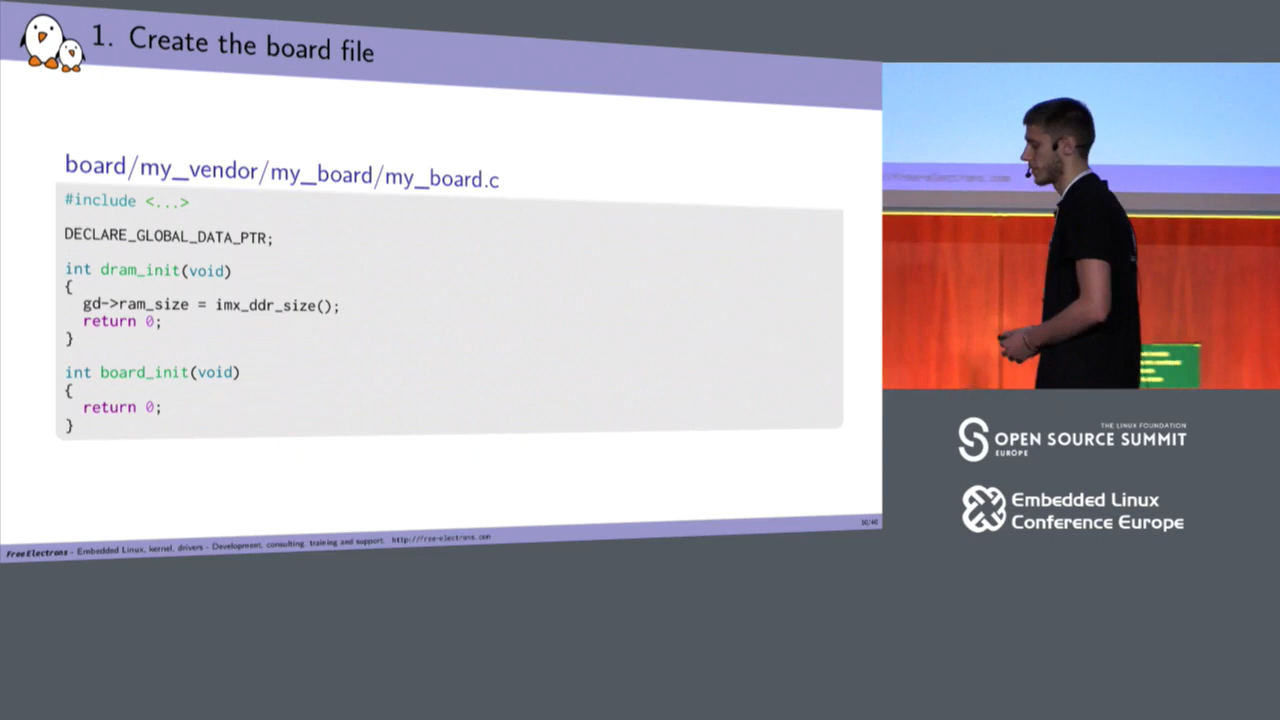 1. Create the board file
board/my_vendor/my_board/my_board.c
#include <...>
DECLARE_GLOBAL_DATA_PTR;
int dram_init(void)
{
gd->ram_size = imx_ddr_size();
return 0;
}
int board_init(void)
{
return 0;
}
Free Electrons - Embedded Linux, kernel, drivers - Development, consulting, training and support. http://free-electrons.com
THE LINUX FOUNDATION
OPEN SOURCE SUMMIT
EUROPE
Embedded Linux
Conference Europe